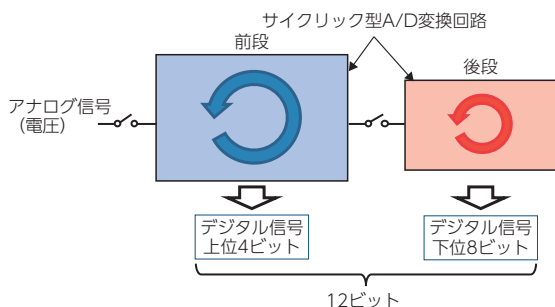 サイクリック型A/D変換回路
前段
後段
アナログ信号
(電圧)
デジタル信号
上位4ビット
デジタル信号
下位8ビット
12ビット